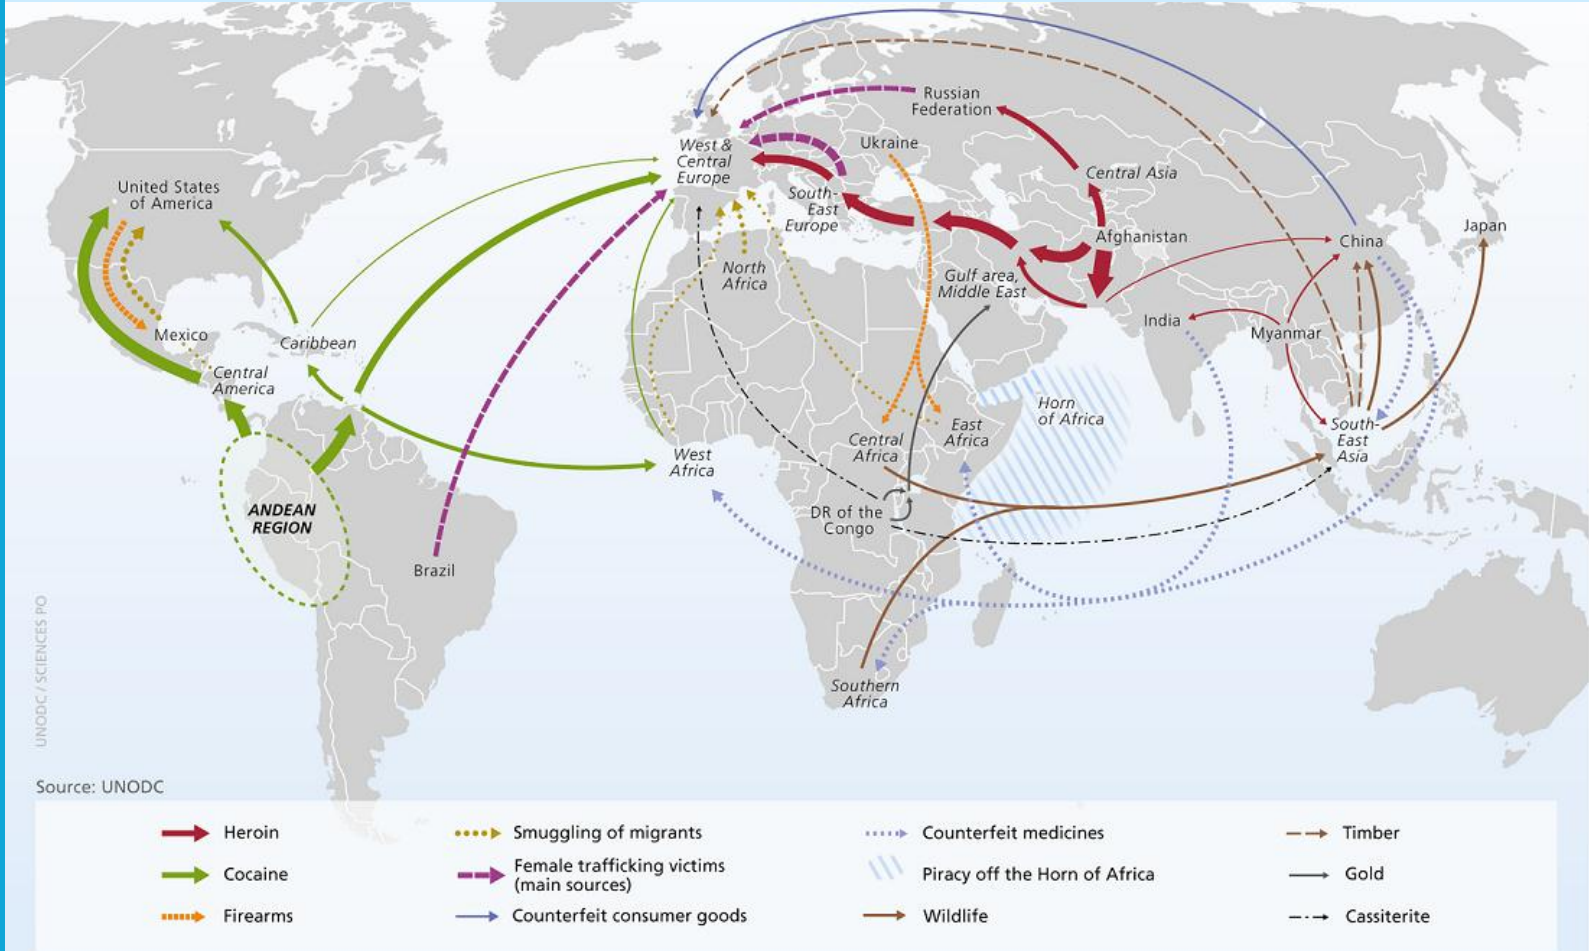 Russian
Federation
Ukraine
West &
Central
Europe
Central Asia
United States
of America
South-
East
Europe
Afghanistan
China
Japan
North
Africa
Gulf area,
Middle East
India
Myanmar
Mexico
Caribbean
Central
America
Horn
of Africa
East
Africa
Central
Africa
West
Africa
South-
East
Asia
ANDEAN
REGION
DR of the
Congo
Brazil
Southern
Africa
UNODC / SCIENCES PO
Source: UNODC
Heroin
Cocaine
Firearms
Smuggling of migrants
Female trafficking victims
(main sources)
Counterfeit consumer goods
Counterfeit medicines
Piracy off the Horn of Africa
Wildlife
Timber
Gold
Cassiterite